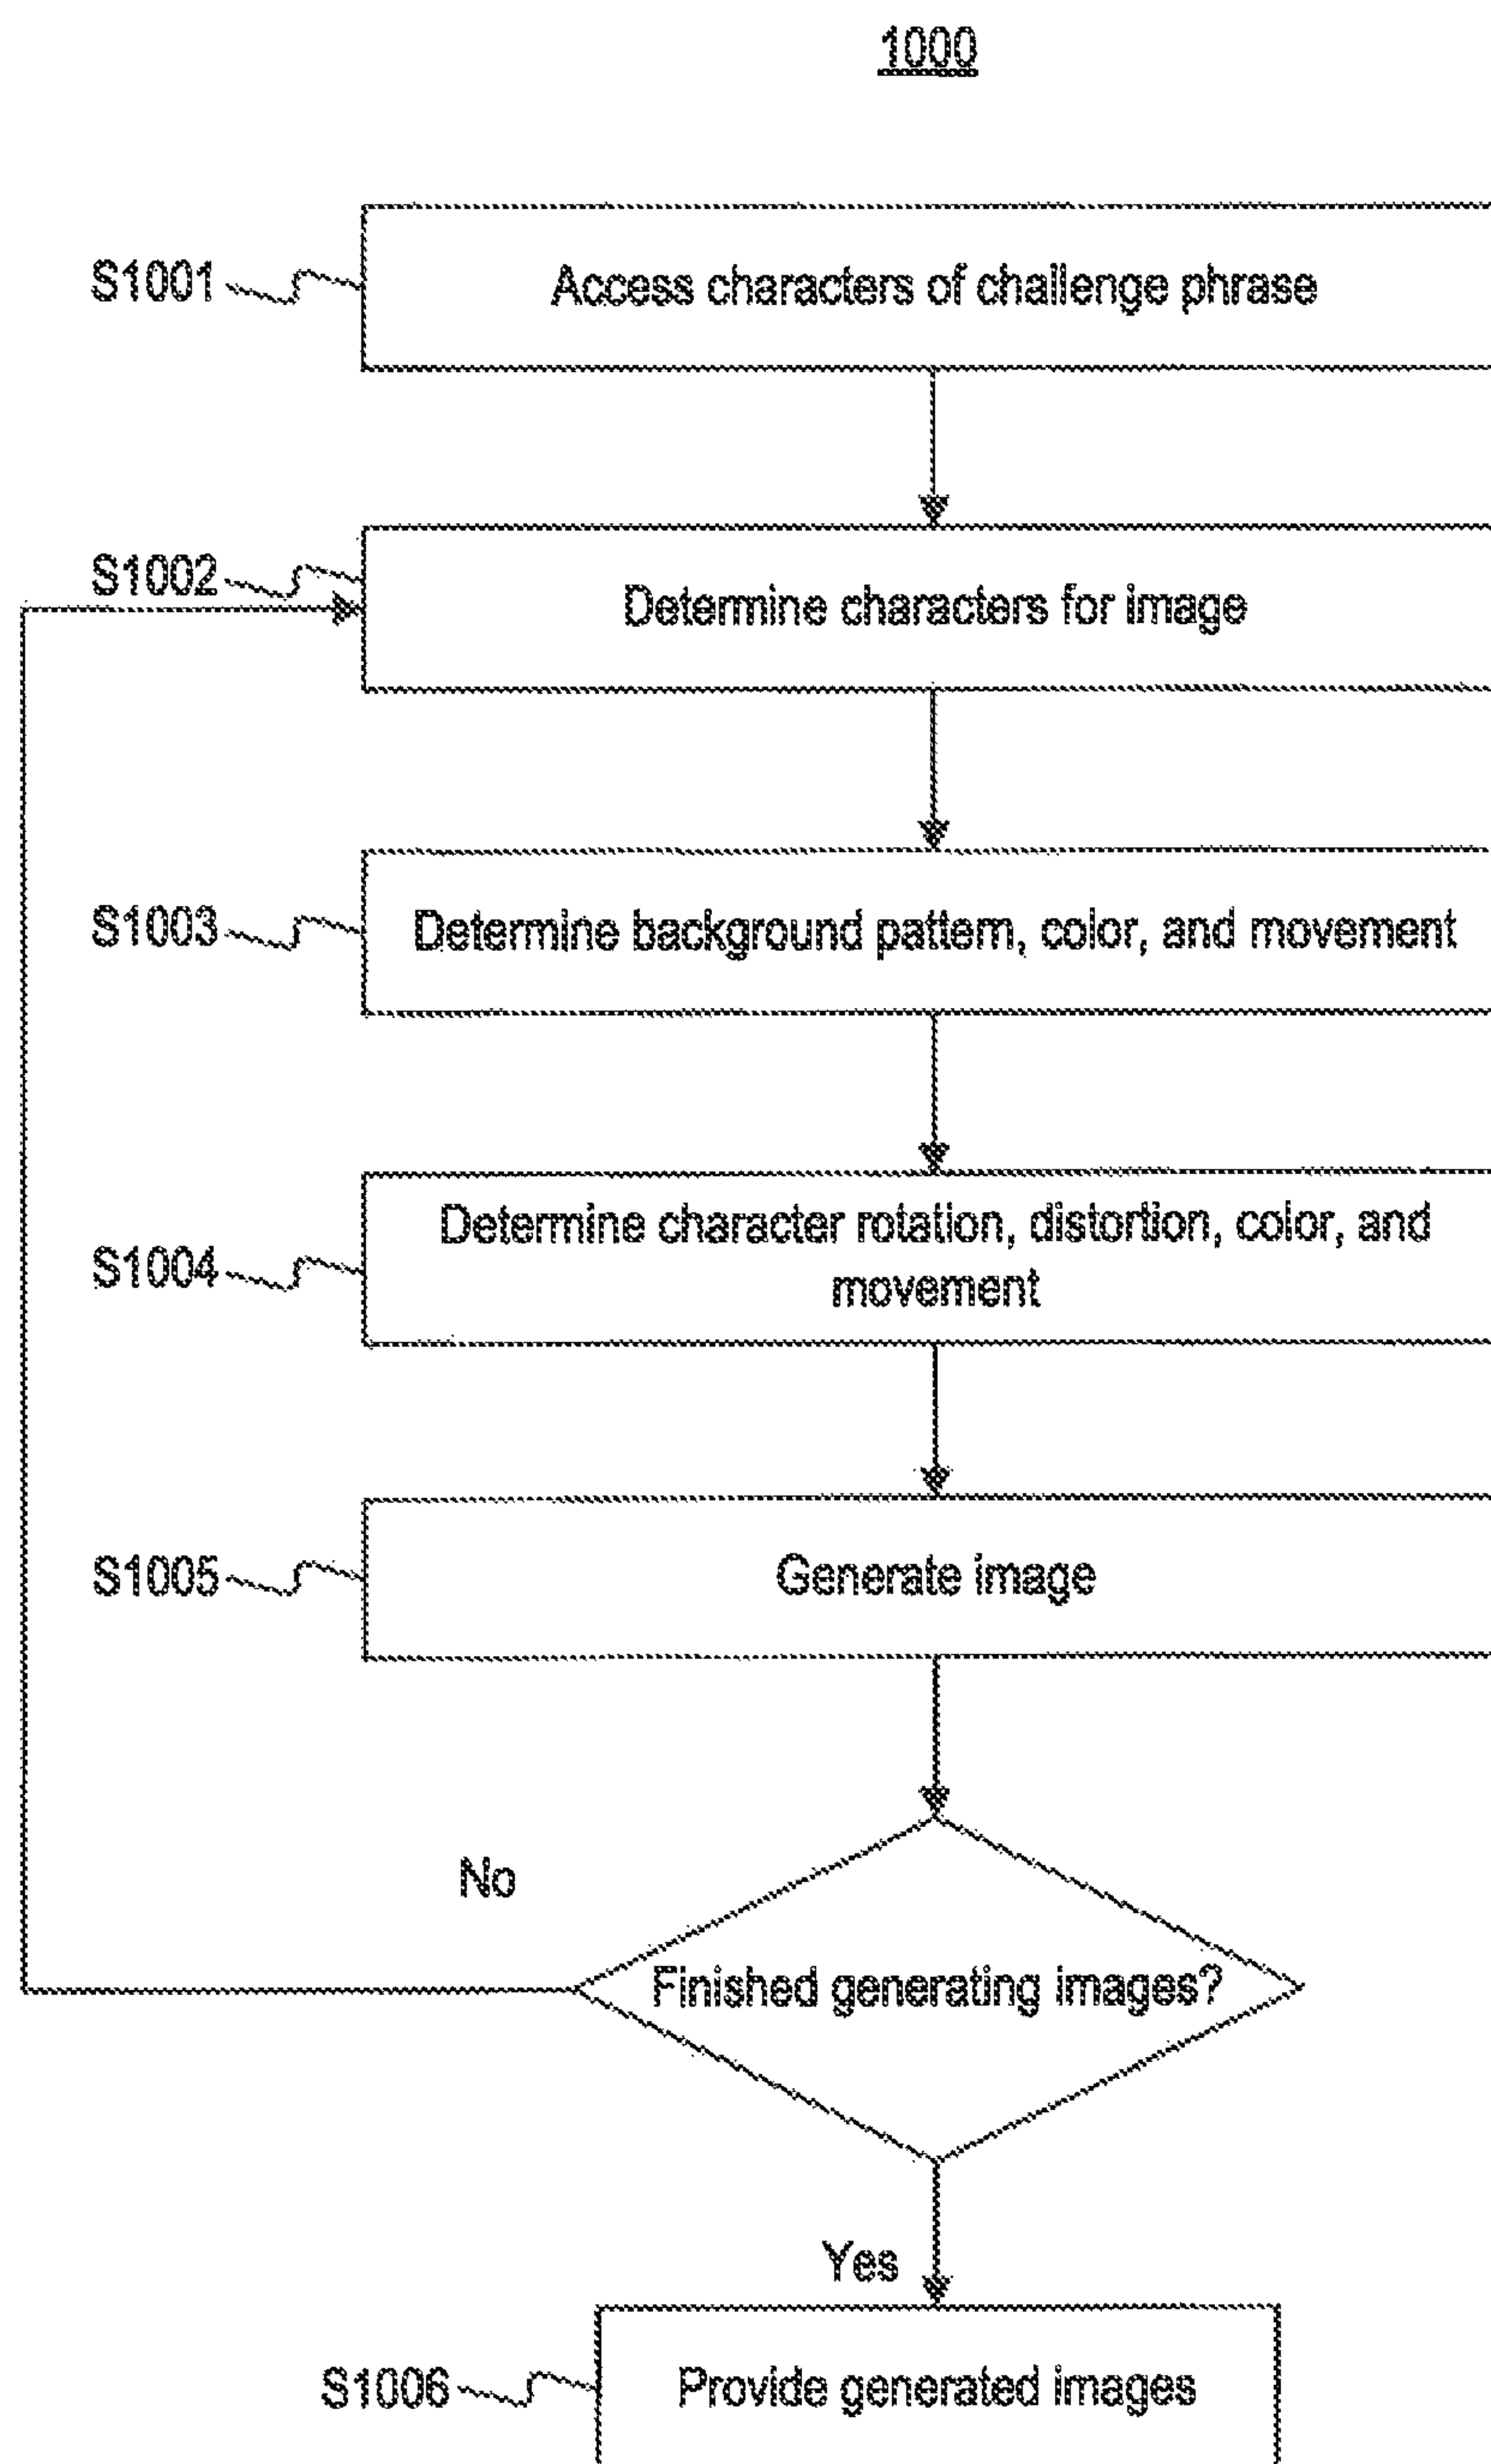 1000
S1001
Access characters of challenge phrase
S1002
Determine characters for image
S1003
Determine background pattern, color, and movement
S1004
Determine character rotation, distortion, color, and
movement
S1005
Generate image
No
Finished generating images?
Yes
S1006
Provide generated images